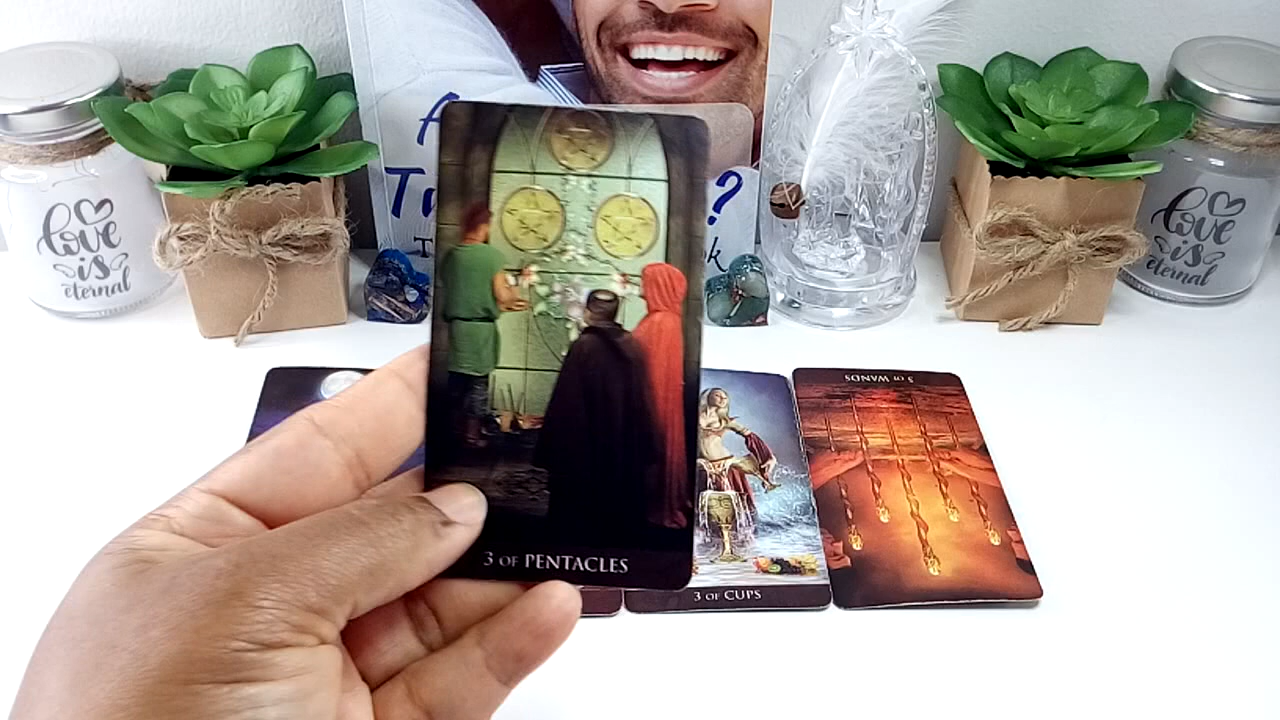 love
is
eternal
love
is
eternal
3 OF PENTACLES
3 OF CUPS
5 OF WANDS